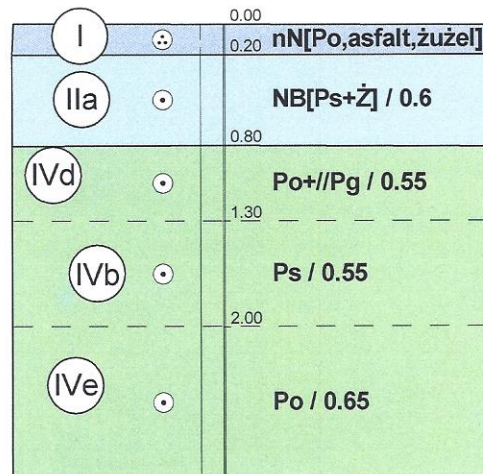 0.00
I nN[Po,asfalt,żużel]
0.20
IIa NB[Ps+Ż] / 0.6
0.80
IVd Po+//Pg / 0.55
1.30
IVb Ps / 0.55
2.00
IVe Po / 0.65